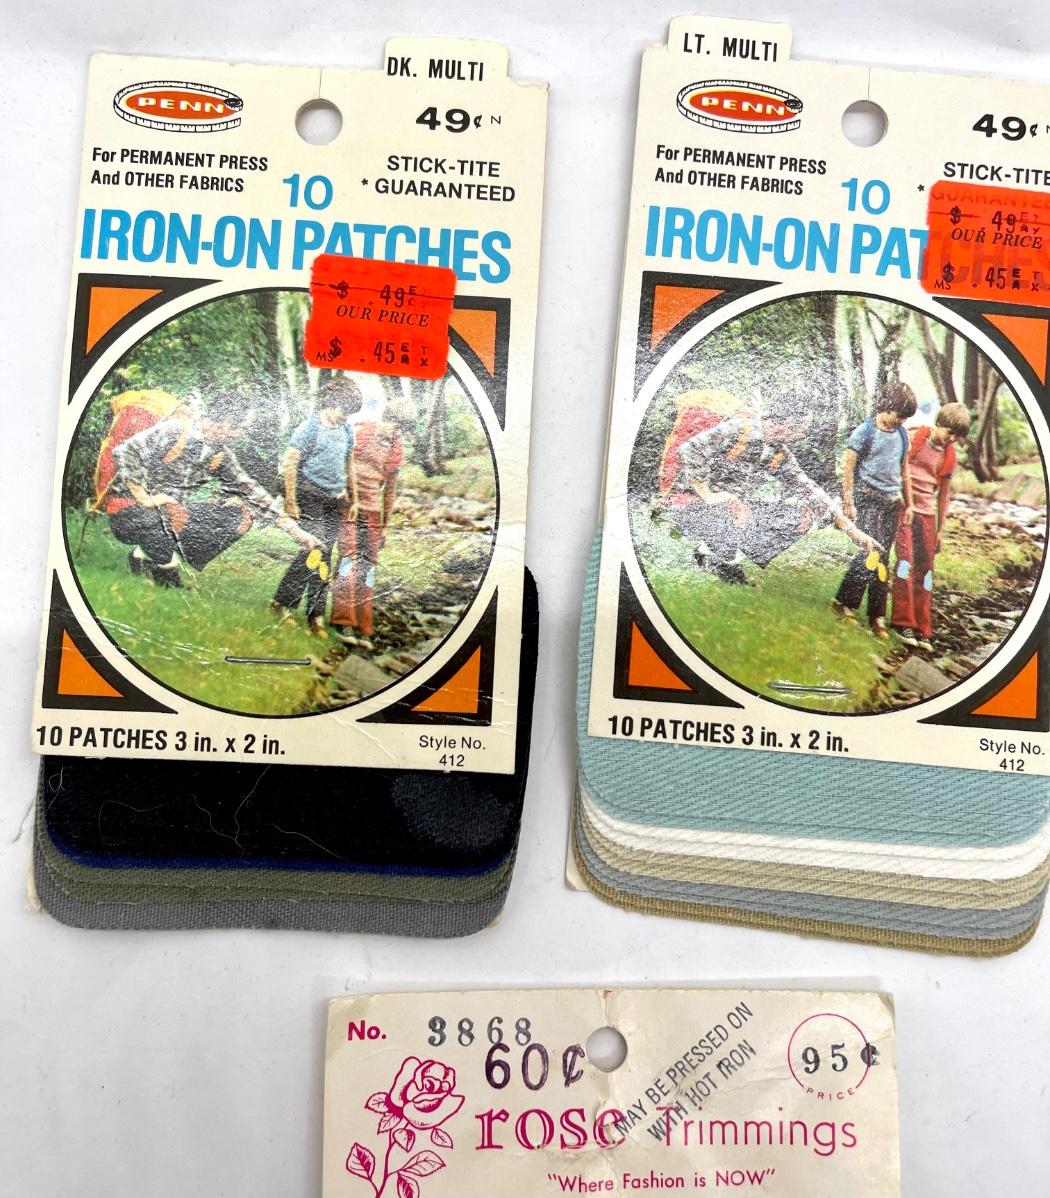 DK. MULTI
PENN
49¢ N
For PERMANENT PRESS
And OTHER FABRICS
10
STICK-TITE
* GUARANTEED
IRON-ON PATCHES
$ .49
OUR PRICE
MS $ .45
10 PATCHES 3 in. x 2 in.
Style No.
412
LT. MULTI
PENN
49¢
For PERMANENT PRESS
And OTHER FABRICS
10
STICK-TITE
* GUARANTEED
IRON-ON PATCHES
$ .49
OUR PRICE
MS $ .45
10 PATCHES 3 in. x 2 in.
Style No.
412
No. 3868
60¢
MAY BE PRESSED ON
WITH HOT IRON
95¢
PRICE
rose Trimmings
"Where Fashion is NOW"